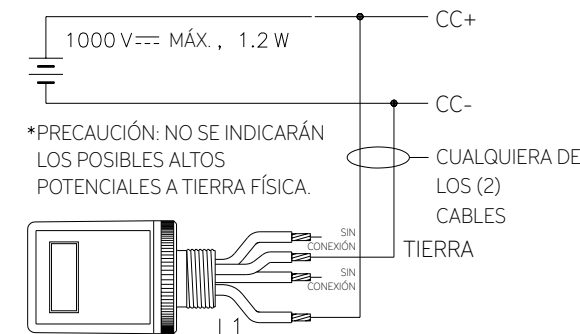 CC+
1000 V⎓ MÁX., 1.2 W
CC-
*PRECAUCIÓN: NO SE INDICARÁN
LOS POSIBLES ALTOS
POTENCIALES A TIERRA FÍSICA.
CUALQUIERA DE
LOS (2)
CABLES
SIN
CONEXIÓN
TIERRA
SIN
CONEXIÓN
L1